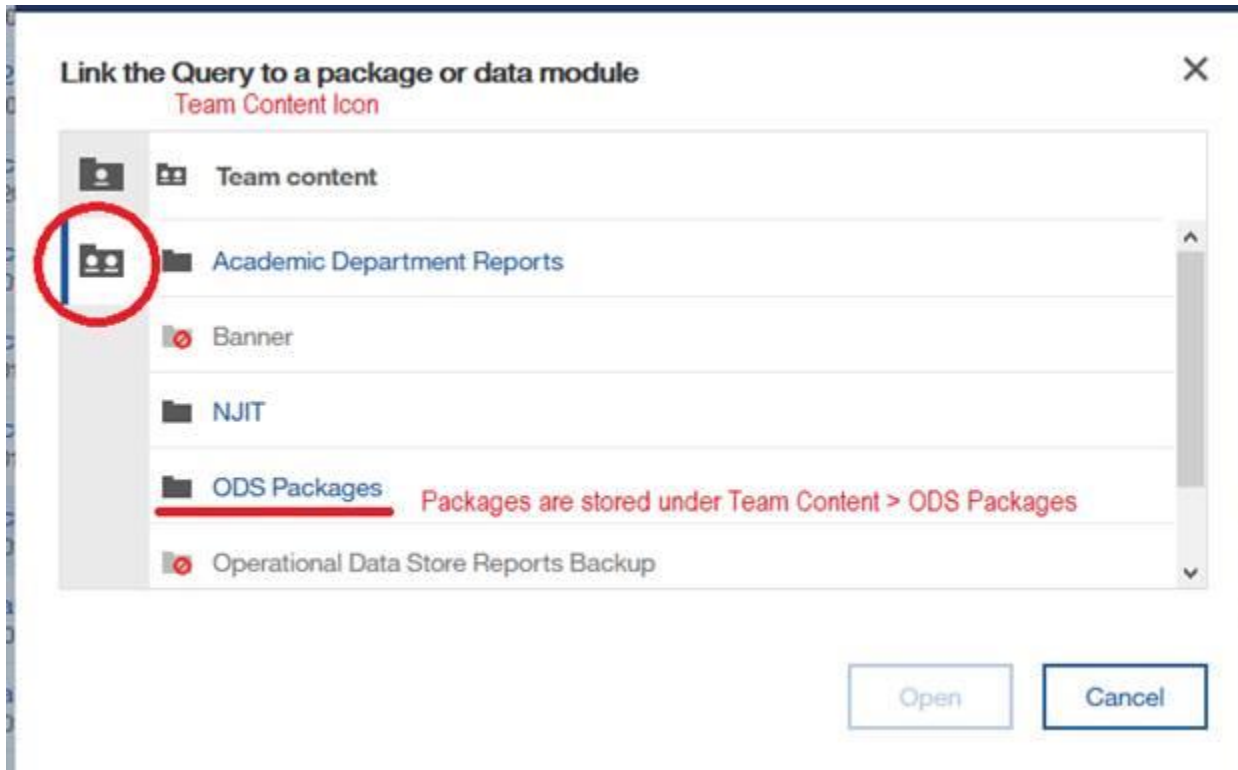 Link the Query to a package or data module
Team Content Icon
Team content
Academic Department Reports
Banner
NJIT
ODS Packages
Packages are stored under Team Content > ODS Packages
Operational Data Store Reports Backup
Open
Cancel